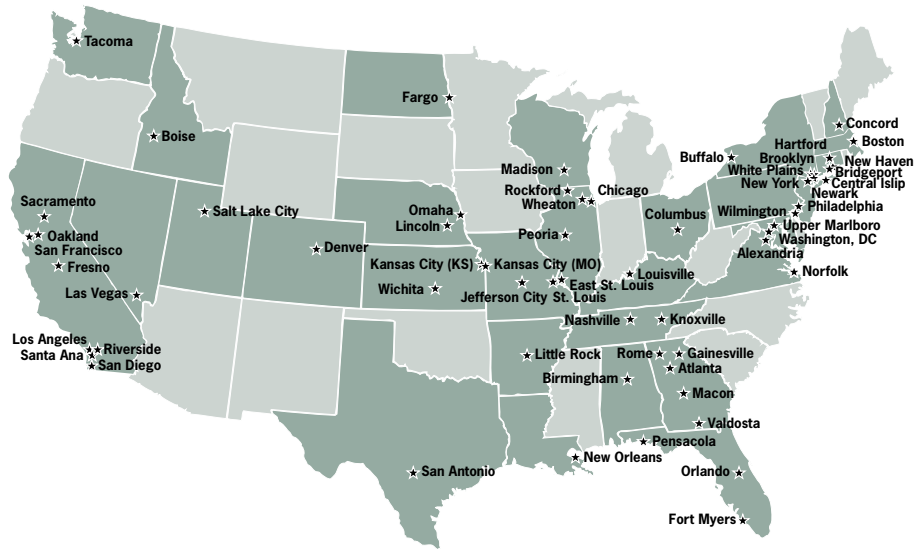 Tacoma
Concord
Boston
Fargo
Boise
Hartford
Buffalo
Brooklyn
New Haven
Madison
White Plains
Bridgeport
New York
Central Islip
Rockford
Chicago
Newark
Wheaton
Sacramento
Salt Lake City
Omaha
Columbus
Wilmington
Philadelphia
Lincoln
Upper Marlboro
Oakland
Peoria
Washington, DC
San Francisco
Denver
Alexandria
Fresno
Kansas City (KS)
Kansas City (MO)
Louisville
Norfolk
Las Vegas
Wichita
East St. Louis
Jefferson City
St. Louis
Nashville
Knoxville
Los Angeles
Riverside
Santa Ana
Little Rock
Rome
Gainesville
San Diego
Atlanta
Birmingham
Macon
Valdosta
Pensacola
New Orleans
San Antonio
Orlando
Fort Myers